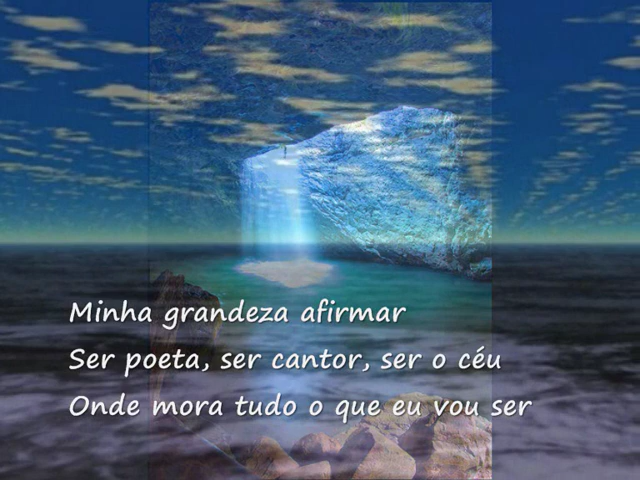 Minha grandeza afirmar
Ser poeta, ser cantor, ser o céu
Onde mora tudo o que eu vou ser